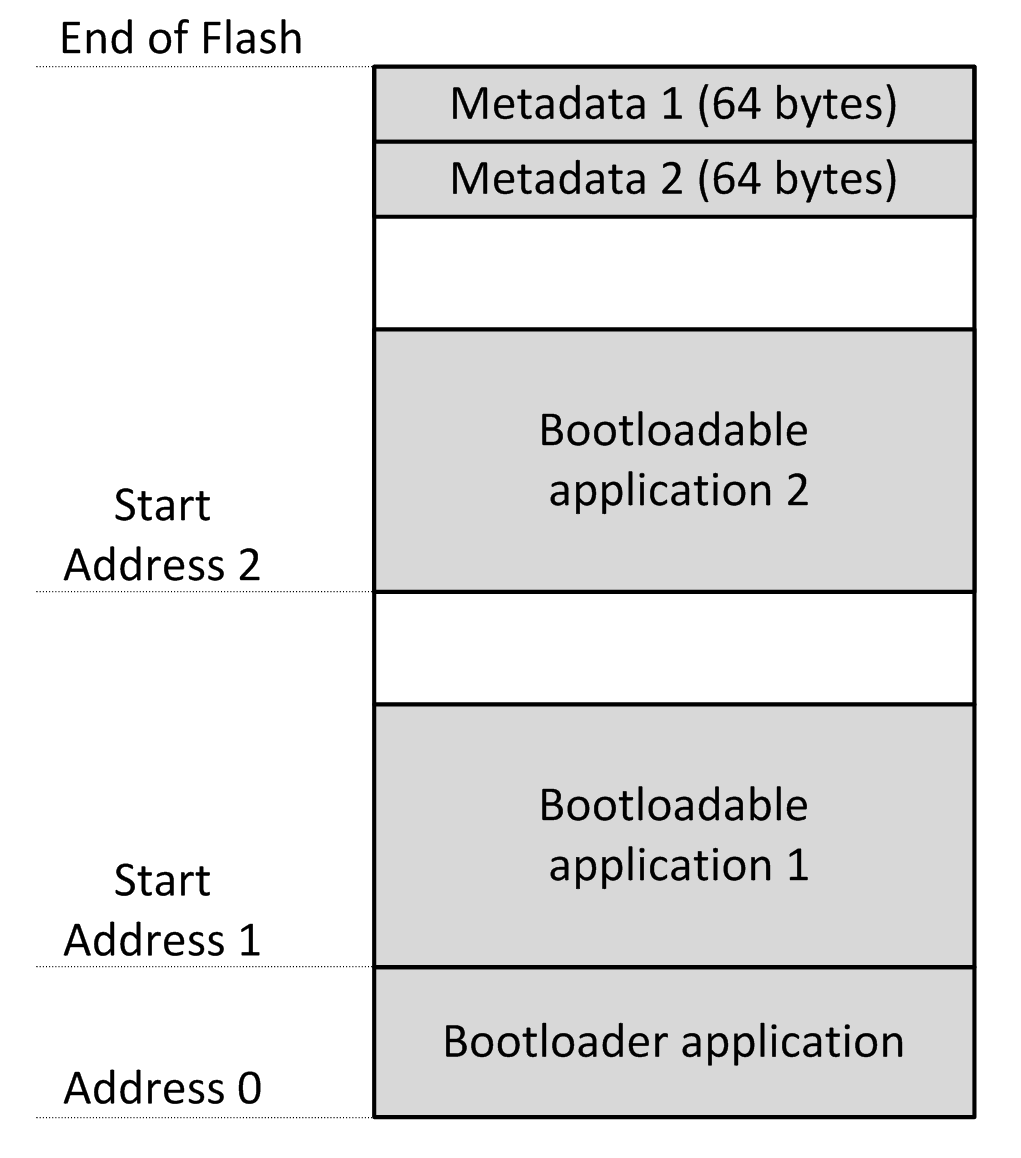 End of Flash
Metadata 1 (64 bytes)
Metadata 2 (64 bytes)
Bootloadable
application 2
Start
Address 2
Bootloadable
application 1
Start
Address 1
Bootloader application
Address 0